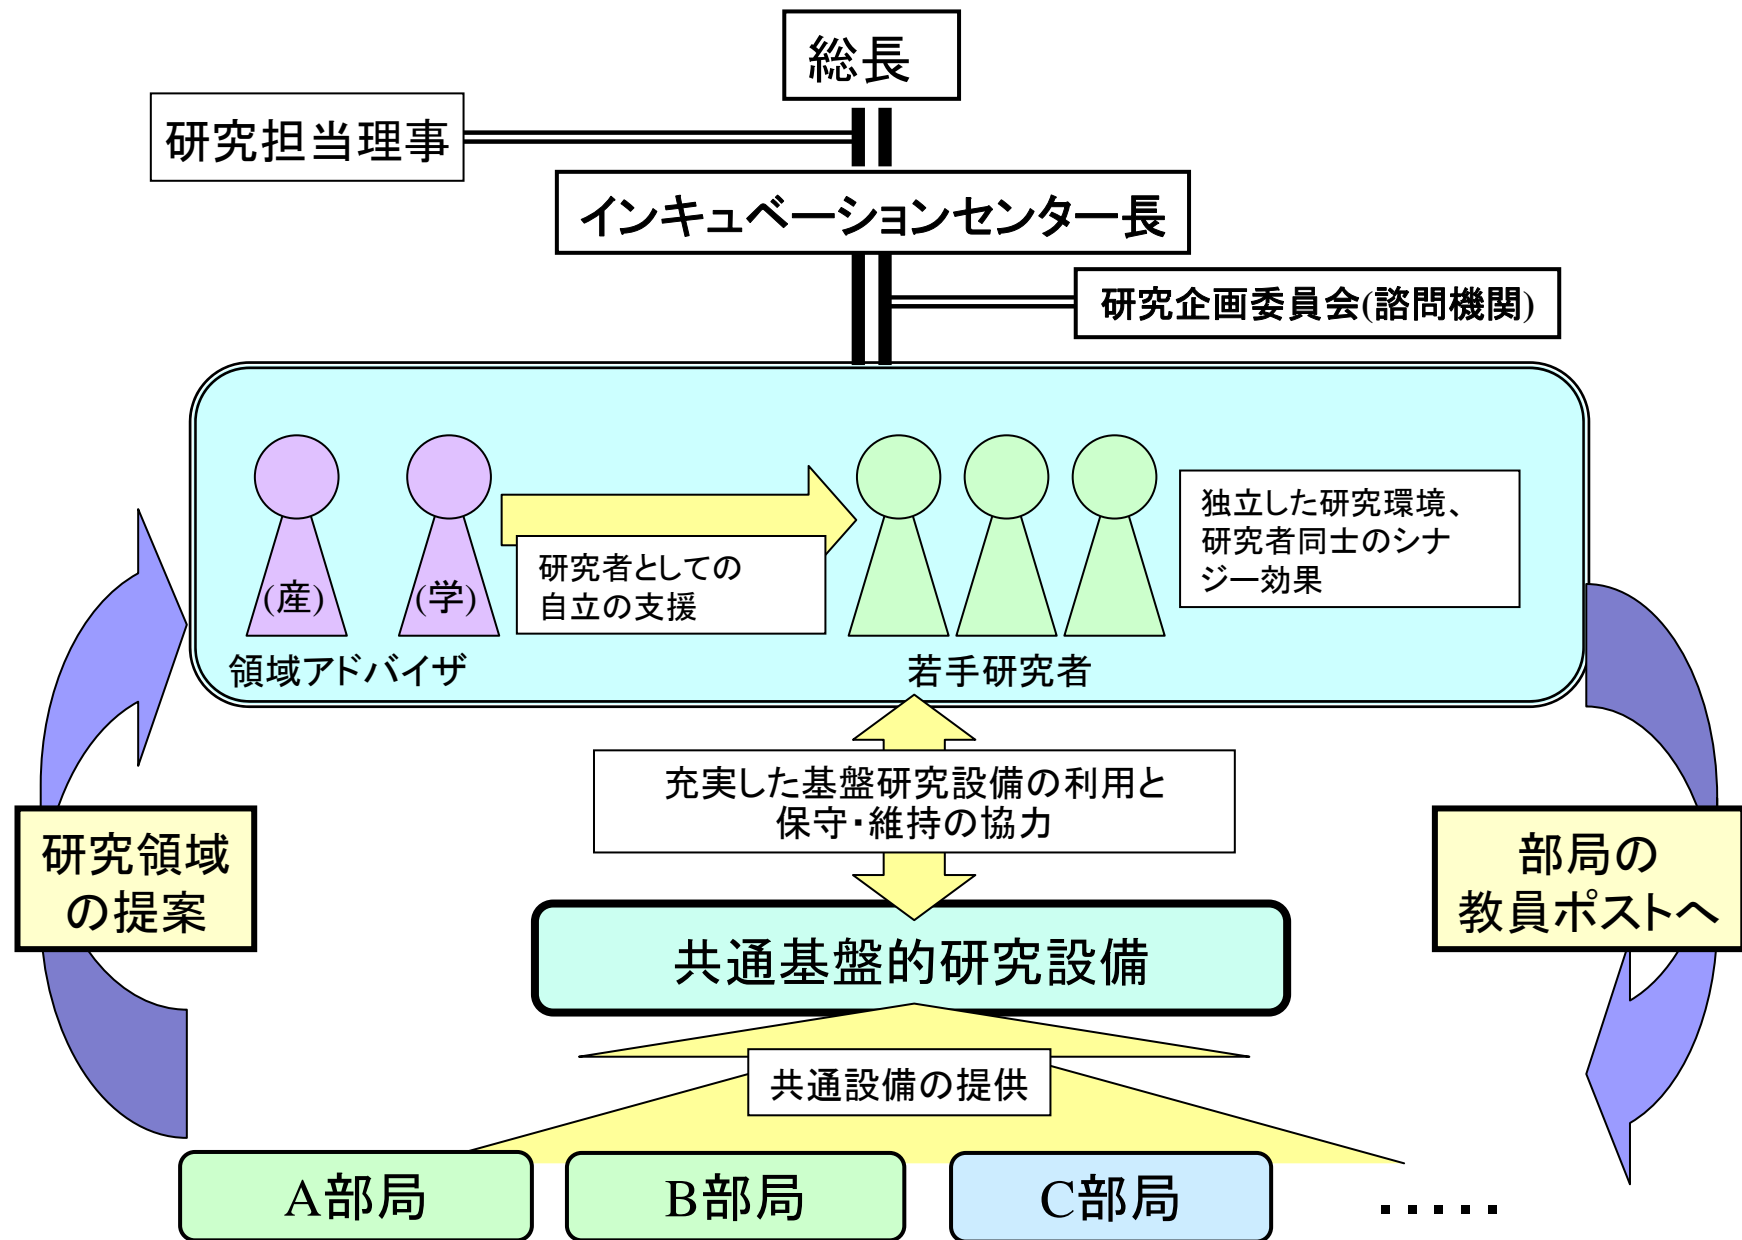 総長
研究担当理事
インキュベーションセンター長
研究企画委員会(諮問機関)
(産)
(学)
研究者としての
自立の支援
独立した研究環境、
研究者同士のシナ
ジー効果
領域アドバイザ
若手研究者
充実した基盤研究設備の利用と
保守・維持の協力
研究領域
の提案
部局の
教員ポストへ
共通基盤的研究設備
共通設備の提供
A部局
B部局
C部局
・・・・・